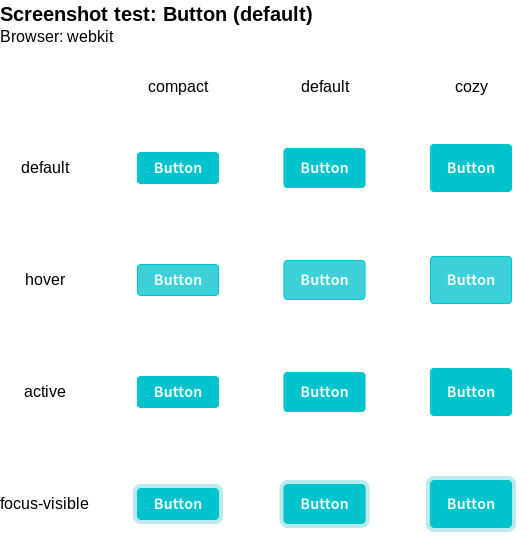 Screenshot test: Button (default)
Browser: webkit
compact default cozy
default Button Button Button
hover Button Button Button
active Button Button Button
focus-visible Button Button Button